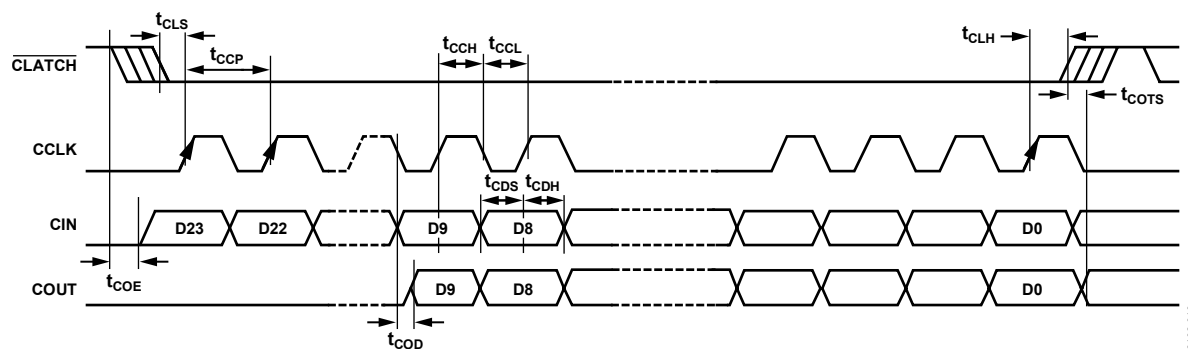 tCLS
tCCP
tCCH
tCCL
tCLH
CLATCH
tCOTS
CCLK
tCDS
tCDH
CIN
D23
D22
D9
D8
D0
tCOE
COUT
D9
D8
D0
tCOD